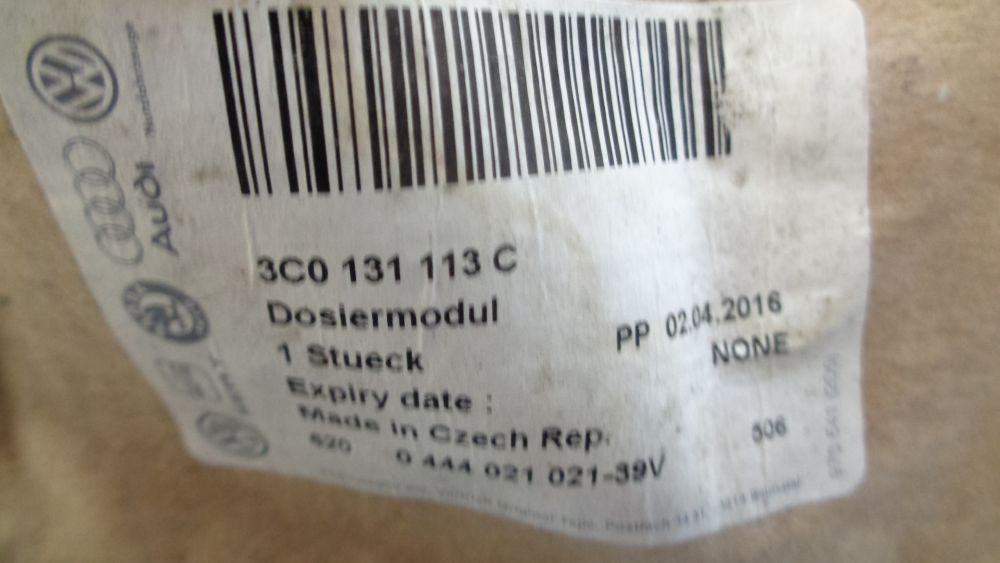 Audi
3C0 131 113 C
Dosiermodul
PP 02.04.2016
1 Stueck
NONE
Expiry date :
Made in Czech Rep.
506
620 0 444 021 021-39V